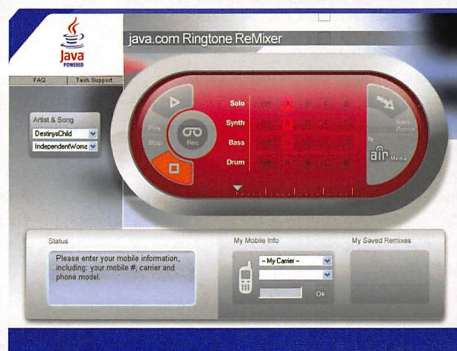 Java
POWERED
java.com Ringtone ReMixer
FAQ | Tech Support
Artist & Song
DestinysChild
IndependentWoma
Play
Stop
Rec
Solo
Synth
Bass
Drum
A
air Media
Status
Please enter your mobile information,
including: your mobile #, carrier and
phone model.
My Mobile Info
-- My Carrier --
Ok
My Saved Remixes